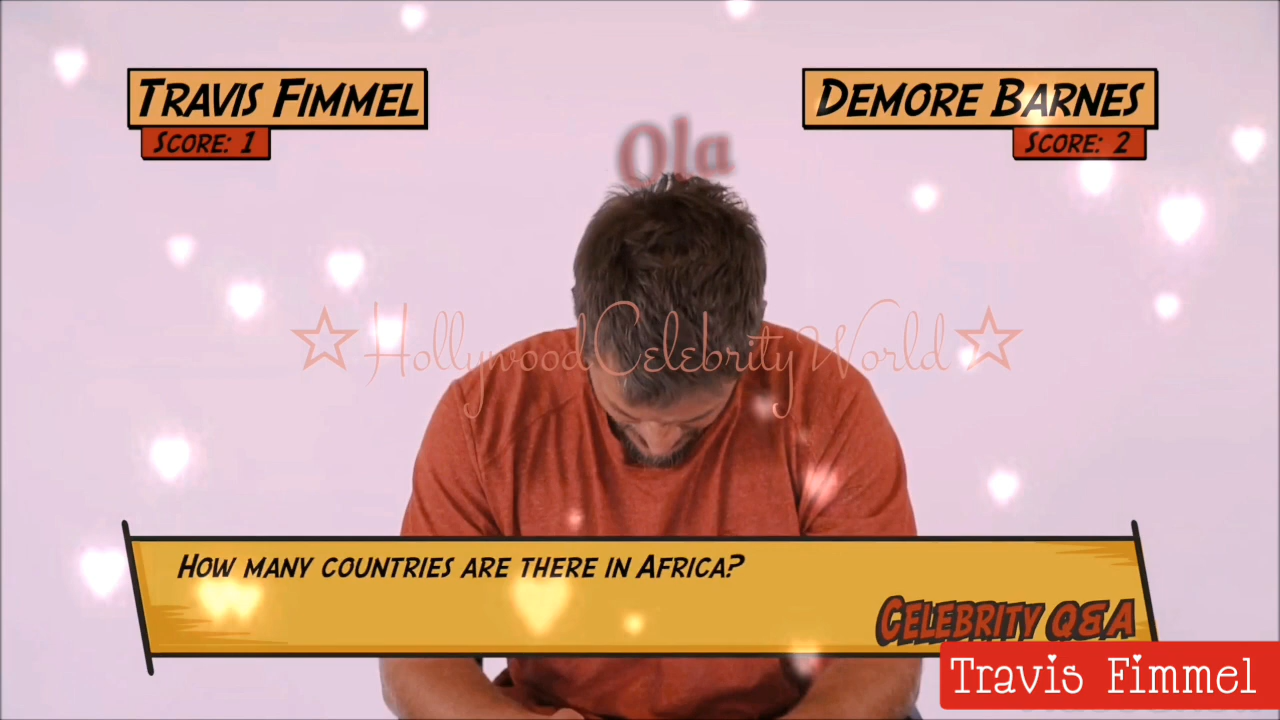 TRAVIS FIMMEL
SCORE: 1
DEMORE BARNES
SCORE: 2
Ola
☆HollywoodCelebrityWorld☆
HOW MANY COUNTRIES ARE THERE IN AFRICA?
CELEBRITY Q&A
Travis Fimmel